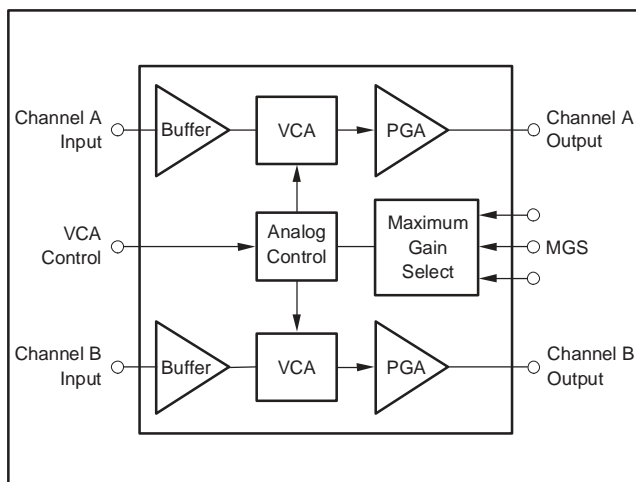 Channel A
Input
Buffer
VCA
PGA
Channel A
Output
VCA
Control
Analog
Control
Maximum
Gain
Select
MGS
Channel B
Input
Buffer
VCA
PGA
Channel B
Output